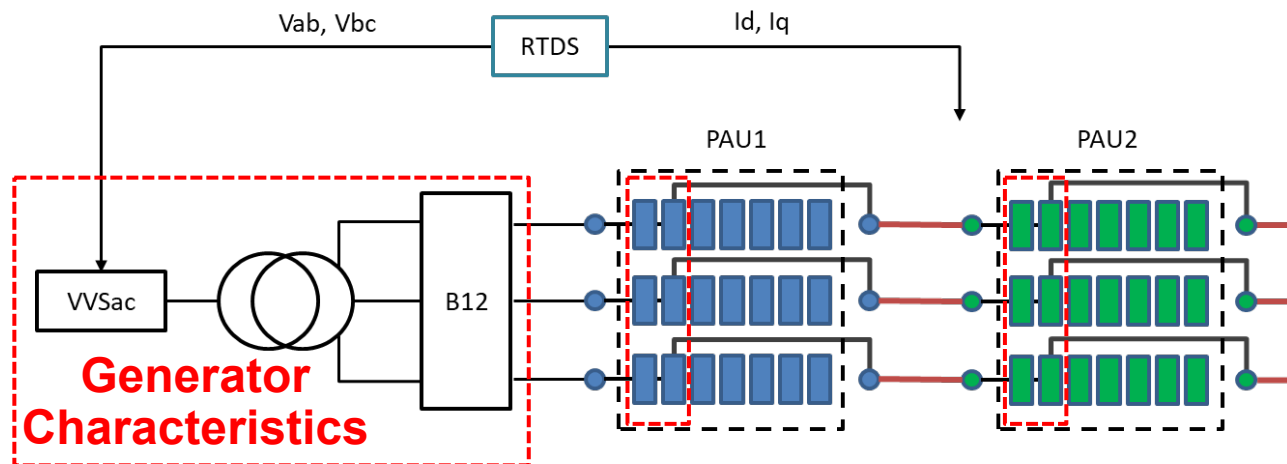 Vab, Vbc
RTDS
Id, Iq
PAU1
PAU2
VVSac
B12
Generator
Characteristics